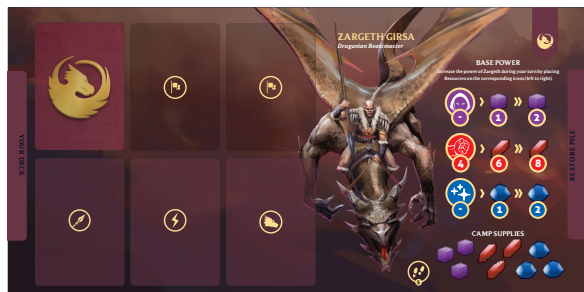 ZARGETH GIRSA
Druganian Beastmaster
BASE POWER
Increase the power of Zargeth during your turn by placing
Resources on the corresponding icons (left to right)
- 1 2
4 6 8
- 1 2
CAMP SUPPLIES
YOUR DECK
RESTORE PILE